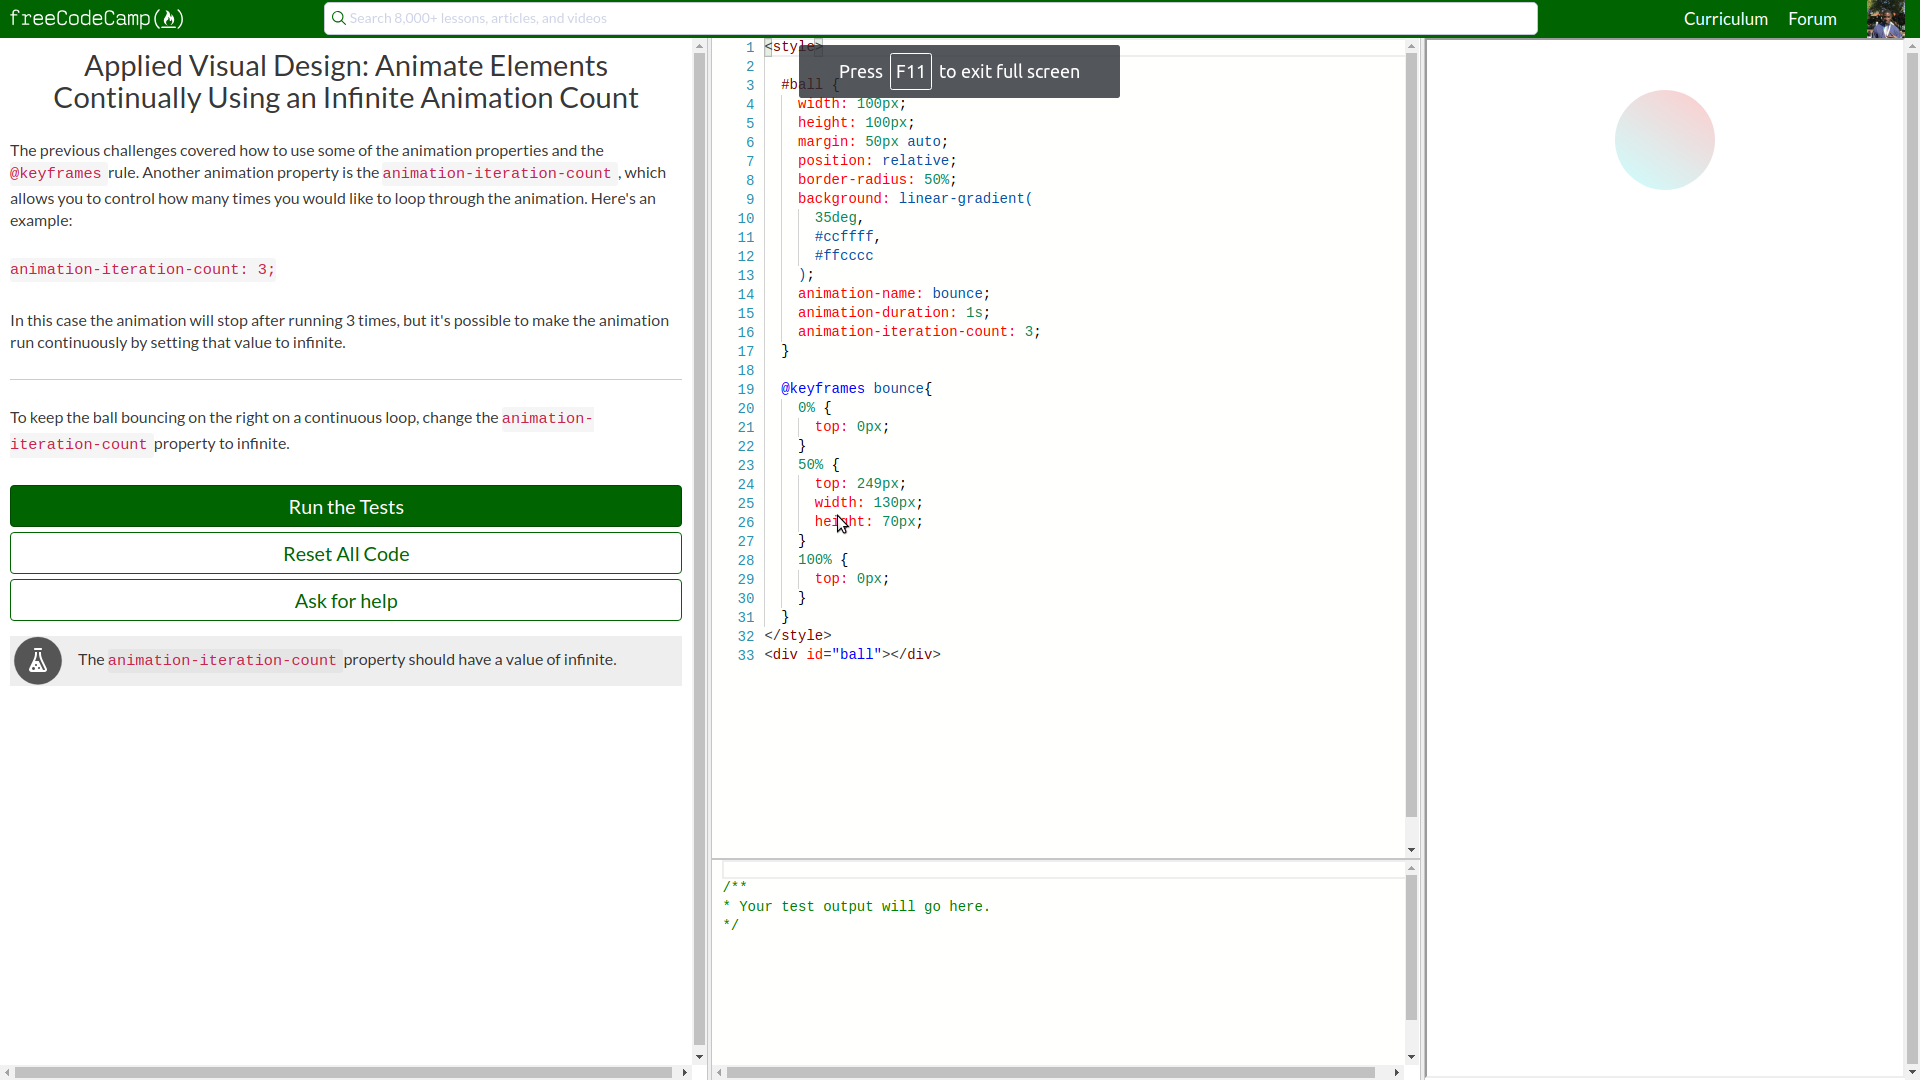 freeCodeCamp
Search 8,000+ lessons, articles, and videos
Curriculum
Forum
Applied Visual Design: Animate Elements
Continually Using an Infinite Animation Count
The previous challenges covered how to use some of the animation properties and the
@keyframes rule. Another animation property is the animation-iteration-count , which
allows you to control how many times you would like to loop through the animation. Here's an
example:
animation-iteration-count: 3;
In this case the animation will stop after running 3 times, but it's possible to make the animation
run continuously by setting that value to infinite.
To keep the ball bouncing on the right on a continuous loop, change the animation-
iteration-count property to infinite.
Run the Tests
Reset All Code
Ask for help
The animation-iteration-count property should have a value of infinite.
Press F11 to exit full screen
1 <style>
2
3 #ball {
4 width: 100px;
5 height: 100px;
6 margin: 50px auto;
7 position: relative;
8 border-radius: 50%;
9 background: linear-gradient(
10 35deg,
11 #ccffff,
12 #ffcccc
13 );
14 animation-name: bounce;
15 animation-duration: 1s;
16 animation-iteration-count: 3;
17 }
18
19 @keyframes bounce{
20 0% {
21 top: 0px;
22 }
23 50% {
24 top: 249px;
25 width: 130px;
26 height: 70px;
27 }
28 100% {
29 top: 0px;
30 }
31 }
32 </style>
33 <div id="ball"></div>
/**
* Your test output will go here.
*/